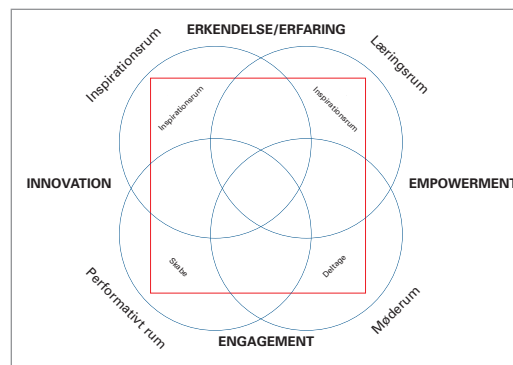 ERKENDELSE/ERFARING
Inspirationsrum
Læringsrum
Inspirationsrum
Inspirationsrum
INNOVATION
EMPOWERMENT
Skabe
Deltage
Performativt rum
Møderum
ENGAGEMENT